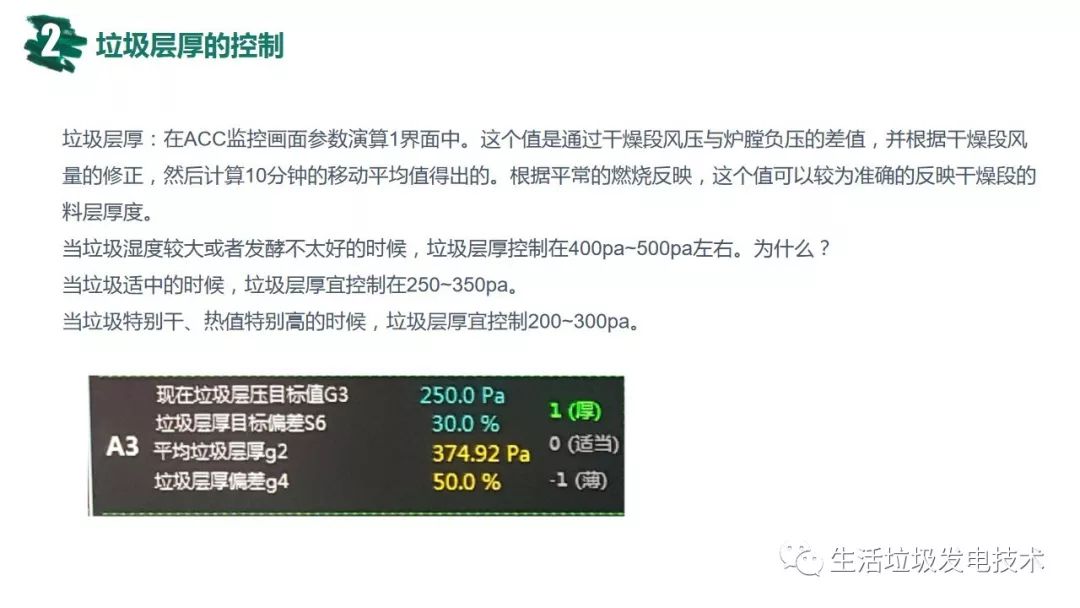 2 垃圾层厚的控制
垃圾层厚：在ACC监控画面参数演算1界面中。这个值是通过干燥段风压与炉膛负压的差值，并根据干燥段风
量的修正，然后计算10分钟的移动平均值得出的。根据平常的燃烧反映，这个值可以较为准确的反映干燥段的
料层厚度。
当垃圾湿度较大或者发酵不太好的时候，垃圾层厚控制在400pa~500pa左右。为什么？
当垃圾适中的时候，垃圾层厚宜控制在250~350pa。
当垃圾特别干、热值特别高的时候，垃圾层厚宜控制200~300pa。
A3
现在垃圾层压目标值G3 250.0 Pa
垃圾层厚目标偏差S6 30.0 %
平均垃圾层厚g2 374.92 Pa
垃圾层厚偏差g4 50.0 %
1 (厚)
0 (适当)
-1 (薄)
生活垃圾发电技术